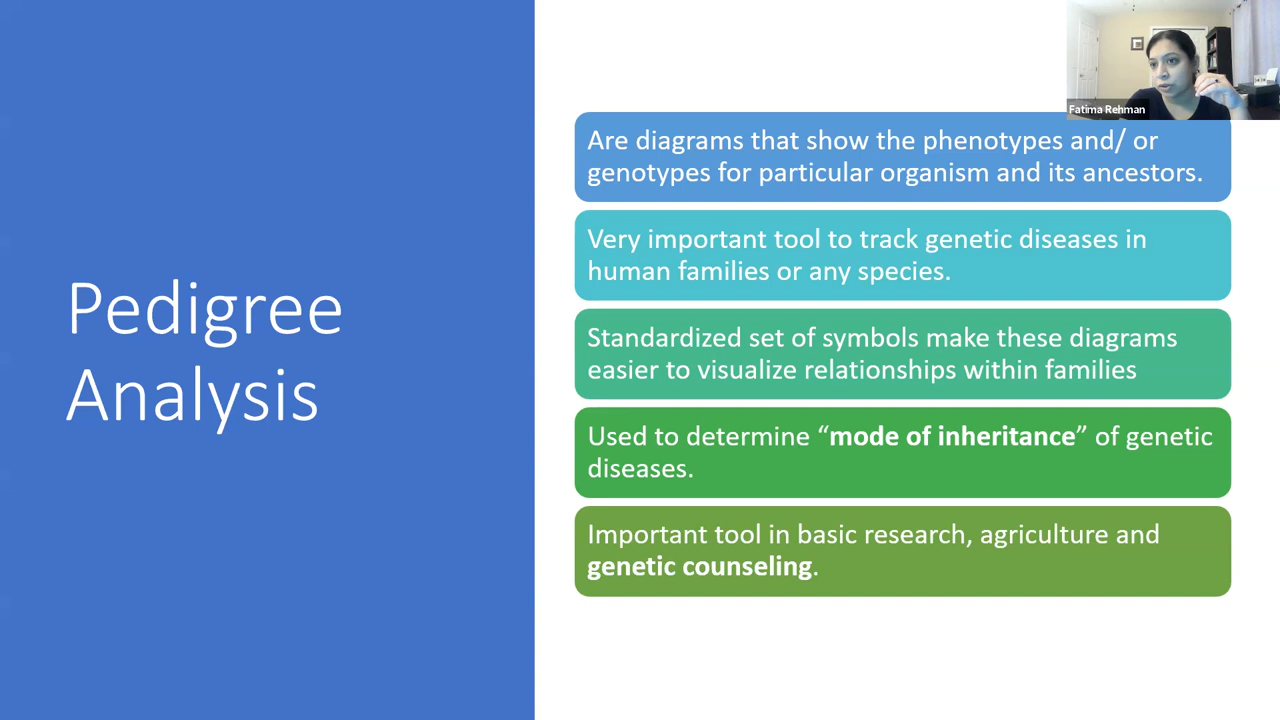 Fatima Rehman
Pedigree
Analysis
Are diagrams that show the phenotypes and/ or
genotypes for particular organism and its ancestors.
Very important tool to track genetic diseases in
human families or any species.
Standardized set of symbols make these diagrams
easier to visualize relationships within families
Used to determine “mode of inheritance” of genetic
diseases.
Important tool in basic research, agriculture and
genetic counseling.